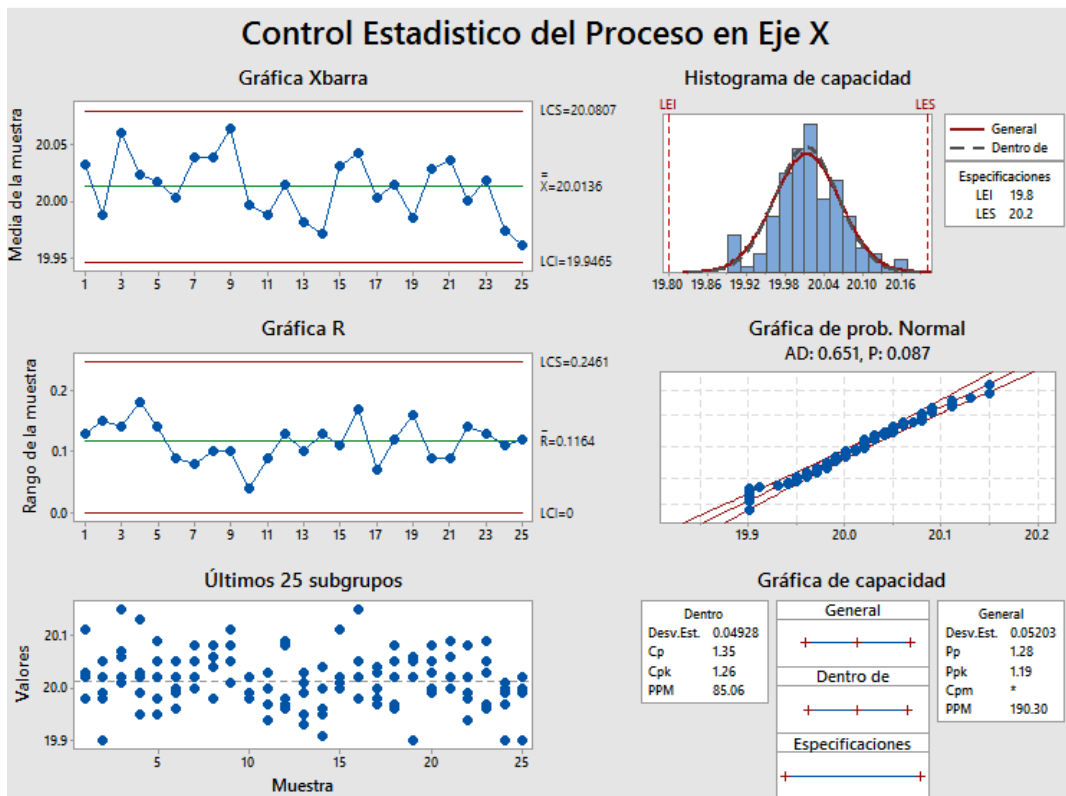 Control Estadistico del Proceso en Eje X
Gráfica Xbarra
Media de la muestra
20.05
20.00
19.95
1 3 5 7 9 11 13 15 17 19 21 23 25
LCS=20.0807
X=20.0136
LCI=19.9465
Histograma de capacidad
LEI LES
19.80 19.86 19.92 19.98 20.04 20.10 20.16
General
Dentro de
Especificaciones
LEI 19.8
LES 20.2
Gráfica R
Rango de la muestra
0.2
0.1
0.0
1 3 5 7 9 11 13 15 17 19 21 23 25
LCS=0.2461
R=0.1164
LCI=0
Gráfica de prob. Normal
AD: 0.651, P: 0.087
19.9 20.0 20.1 20.2
Últimos 25 subgrupos
Valores
20.1
20.0
19.9
5 10 15 20 25
Muestra
Gráfica de capacidad
Dentro
Desv.Est. 0.04928
Cp 1.35
Cpk 1.26
PPM 85.06
General
Dentro de
Especificaciones
General
Desv.Est. 0.05203
Pp 1.28
Ppk 1.19
Cpm *
PPM 190.30